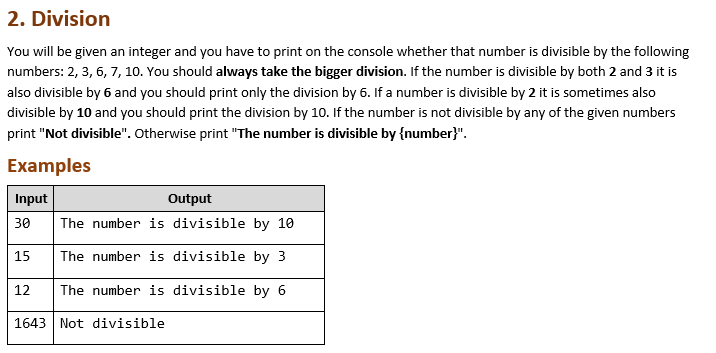 2. Division
You will be given an integer and you have to print on the console whether that number is divisible by the following
numbers: 2, 3, 6, 7, 10. You should always take the bigger division. If the number is divisible by both 2 and 3 it is
also divisible by 6 and you should print only the division by 6. If a number is divisible by 2 it is sometimes also
divisible by 10 and you should print the division by 10. If the number is not divisible by any of the given numbers
print "Not divisible". Otherwise print "The number is divisible by {number}".
Examples
Input Output
30 The number is divisible by 10
15 The number is divisible by 3
12 The number is divisible by 6
1643 Not divisible